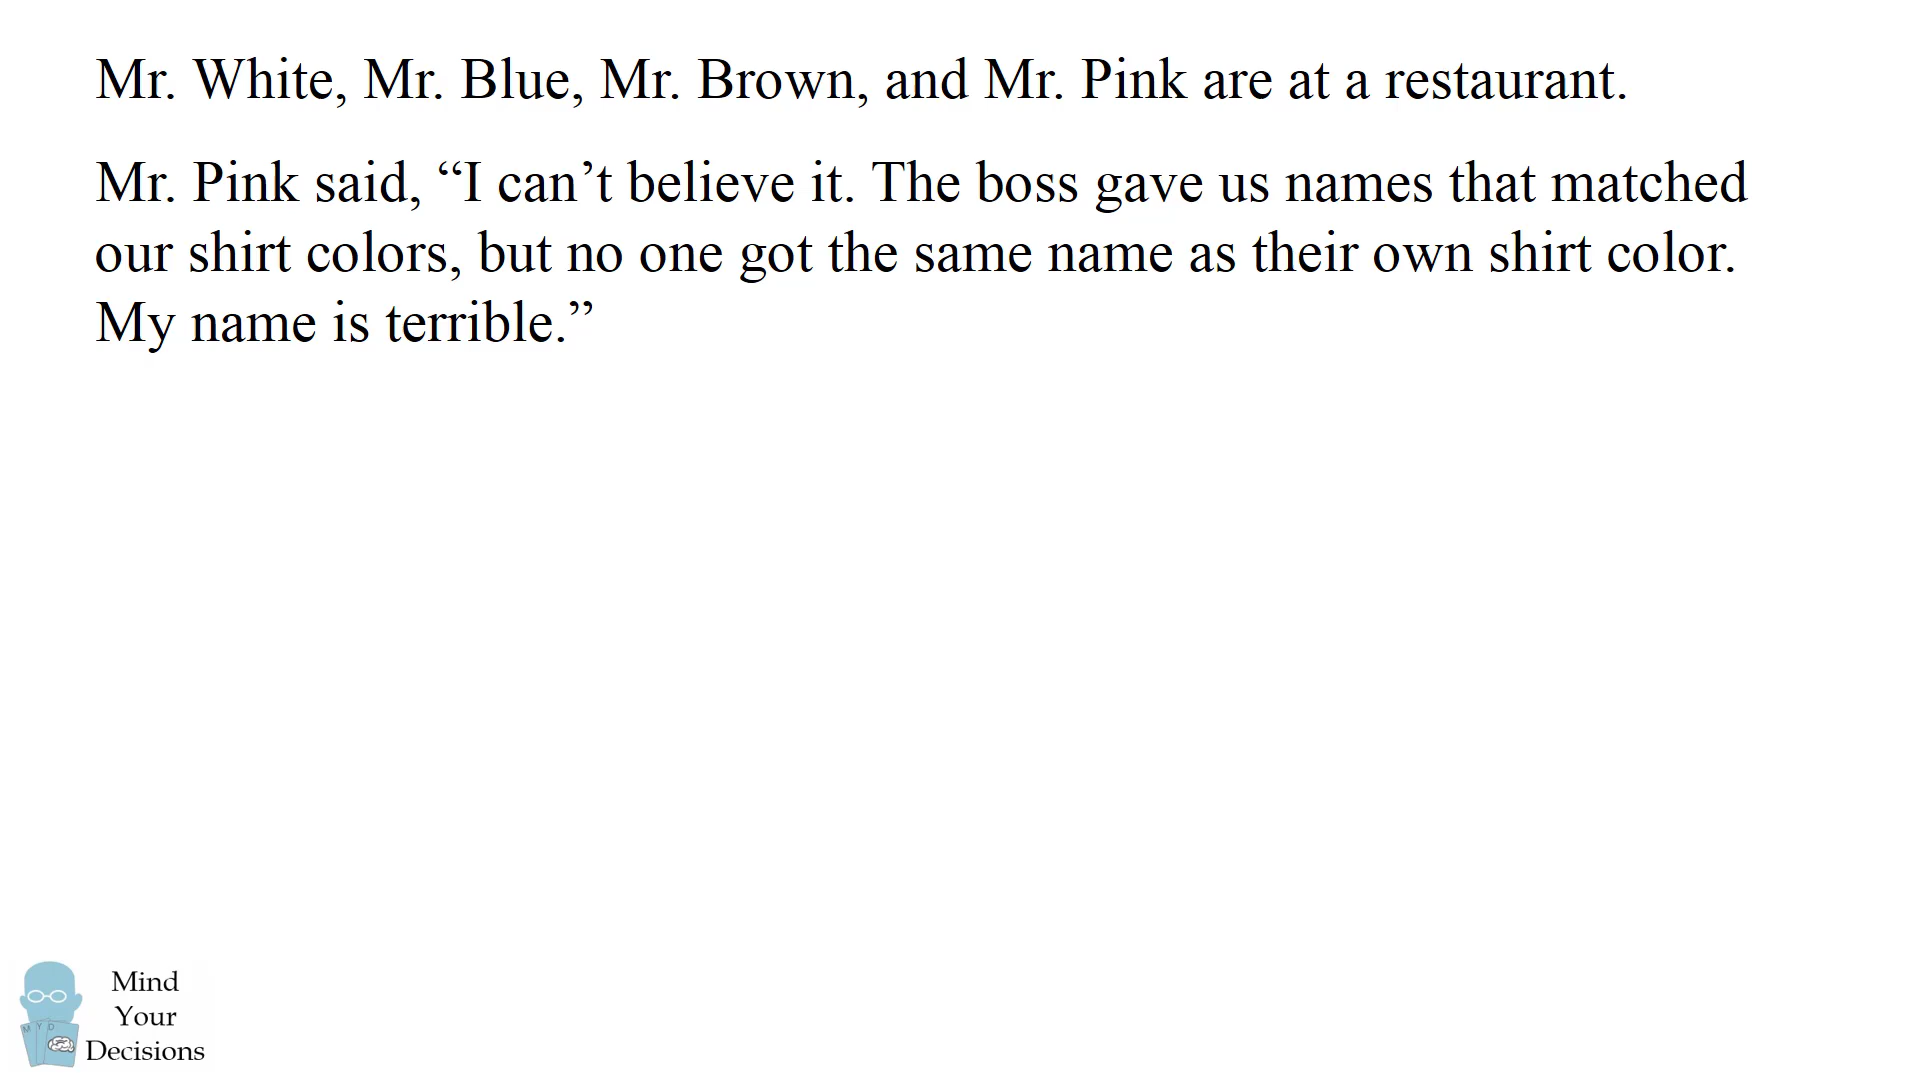 Mr. White, Mr. Blue, Mr. Brown, and Mr. Pink are at a restaurant.
Mr. Pink said, “I can’t believe it. The boss gave us names that matched
our shirt colors, but no one got the same name as their own shirt color.
My name is terrible.”
M Y D
Mind
Your
Decisions